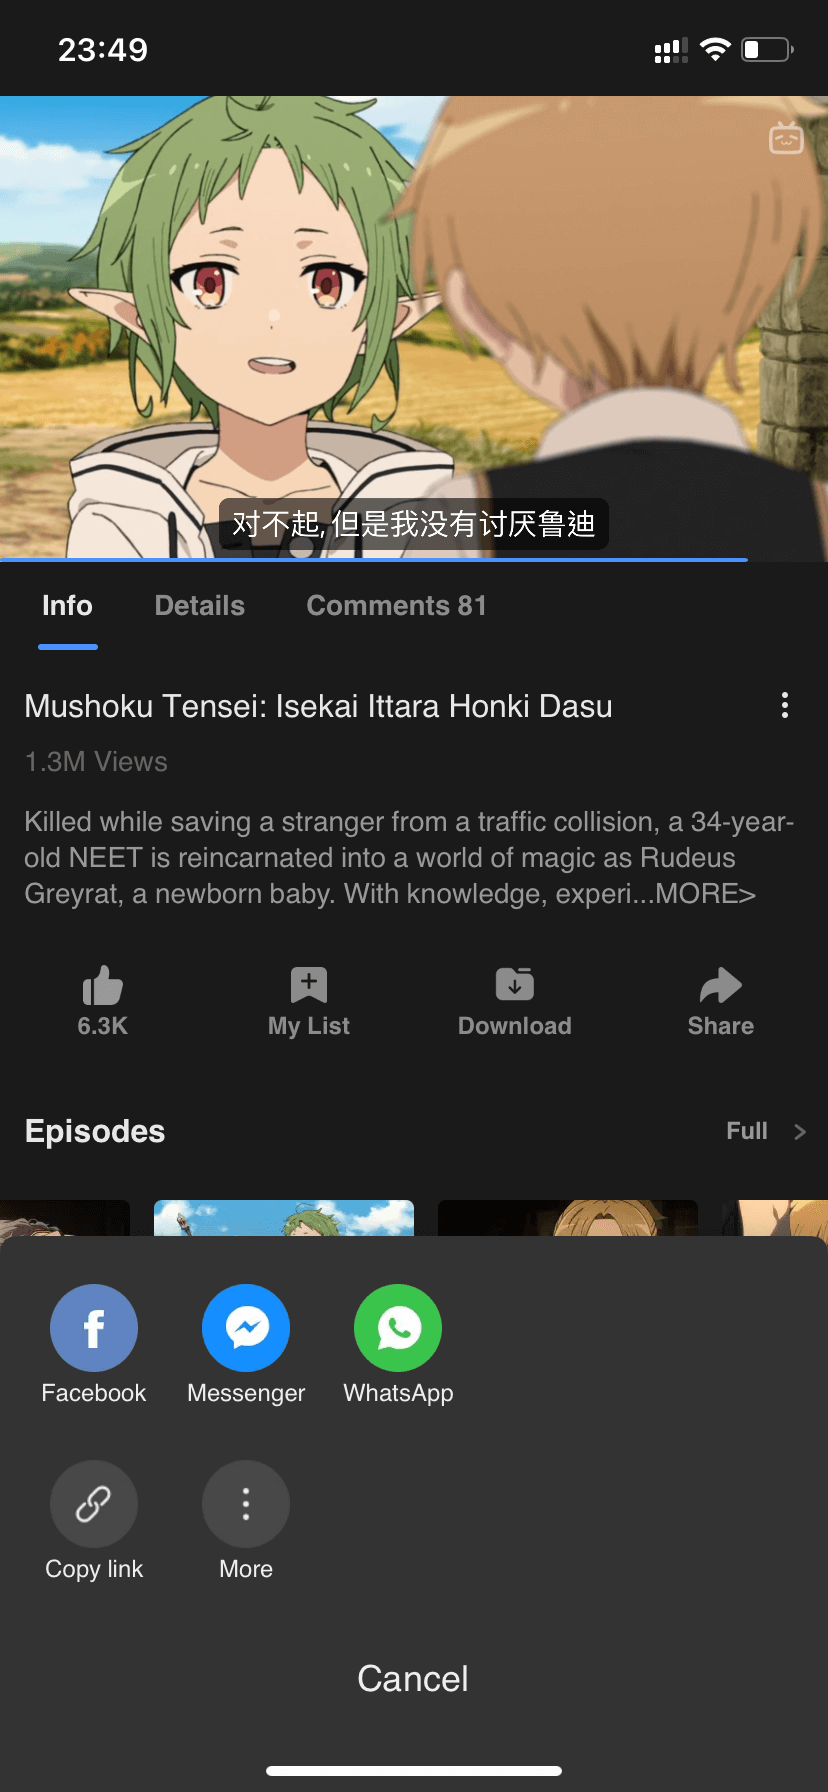 23:49
对不起,但是我没有讨厌鲁迪
Info Details Comments 81
Mushoku Tensei: Isekai Ittara Honki Dasu
1.3M Views
Killed while saving a stranger from a traffic collision, a 34-year-
old NEET is reincarnated into a world of magic as Rudeus
Greyrat, a newborn baby. With knowledge, experi...MORE>
6.3K My List Download Share
Episodes Full >
Facebook Messenger WhatsApp
Copy link More
Cancel